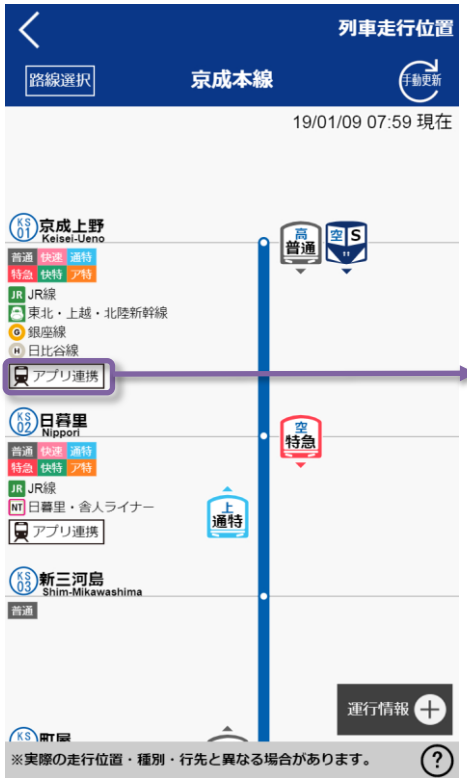 列車走行位置
路線選択
京成本線
手動更新
19/01/09 07:59 現在
KS
01
京成上野
Keisei-Ueno
高
普通
空 S
普通 快速 通特
特急 快特 ア特
JR JR線
東北・上越・北陸新幹線
G 銀座線
H 日比谷線
アプリ連携
KS
02
日暮里
Nippori
空
特急
普通 快速 通特
特急 快特 ア特
JR JR線
NT 日暮里・舎人ライナー
上
通特
アプリ連携
KS
03
新三河島
Shim-Mikawashima
普通
運行情報
KS
町屋
※実際の走行位置・種別・行先と異なる場合があります。
?